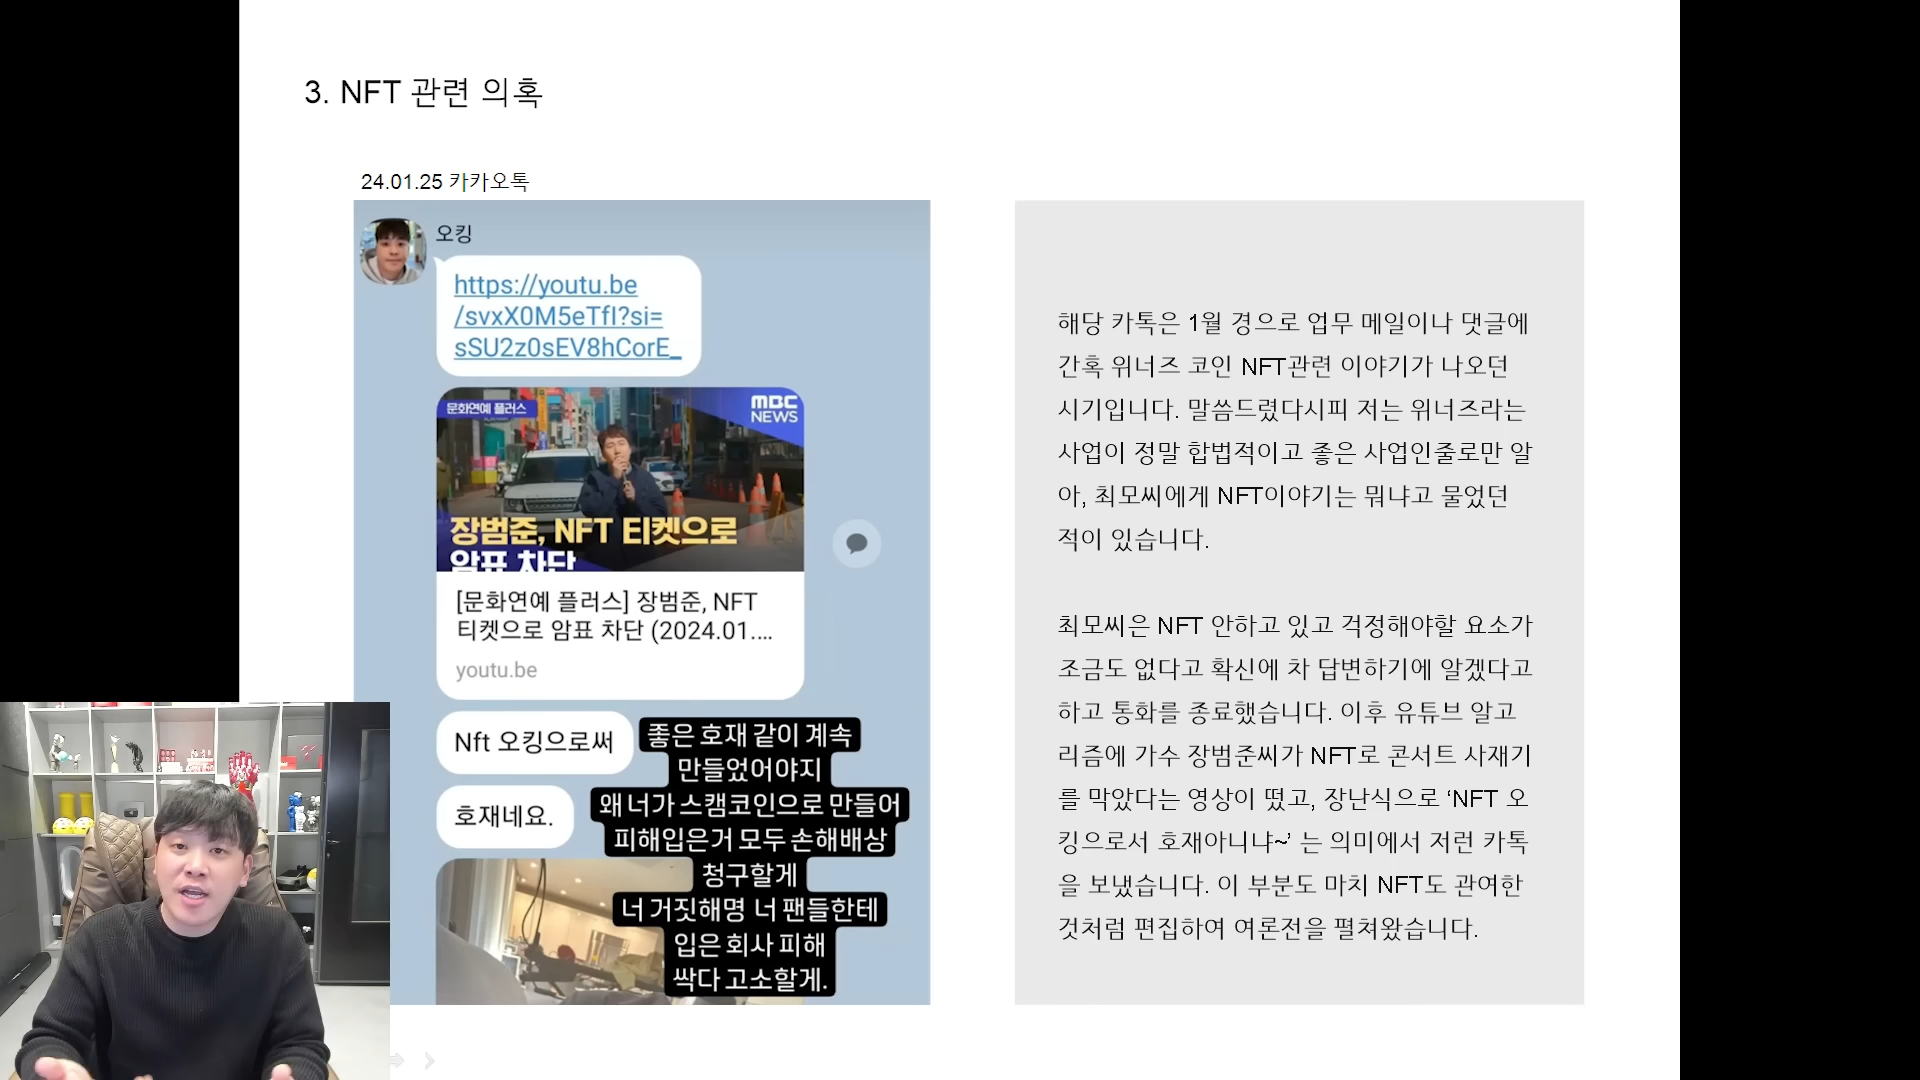 3. NFT 관련 의혹
24.01.25 카카오톡
오킹
https://youtu.be
/svxX0M5eTfI?si=
sSU2z0sEV8hCorE_
문화연예 플러스
MBC
NEWS
장범준, NFT 티켓으로
암표 차단
[문화연예 플러스] 장범준, NFT
티켓으로 암표 차단 (2024.01....
youtu.be
Nft 오킹으로써
호재네요.
좋은 호재 같이 계속
만들었어야지
왜 너가 스캠코인으로 만들어
피해입은거 모두 손해배상
청구할게
너 거짓해명 너 팬들한테
입은 회사 피해
싹다 고소할게.
해당 카톡은 1월 경으로 업무 메일이나 댓글에
간혹 위너즈 코인 NFT관련 이야기가 나오던
시기입니다. 말씀드렸다시피 저는 위너즈라는
사업이 정말 합법적이고 좋은 사업인줄로만 알
아, 최모씨에게 NFT이야기는 뭐냐고 물었던
적이 있습니다.
최모씨은 NFT 안하고 있고 걱정해야할 요소가
조금도 없다고 확신에 차 답변하기에 알겠다고
하고 통화를 종료했습니다. 이후 유튜브 알고
리즘에 가수 장범준씨가 NFT로 콘서트 사재기
를 막았다는 영상이 떴고, 장난식으로 ‘NFT 오
킹으로서 호재아니냐~’ 는 의미에서 저런 카톡
을 보냈습니다. 이 부분도 마치 NFT도 관여한
것처럼 편집하여 여론전을 펼쳐왔습니다.